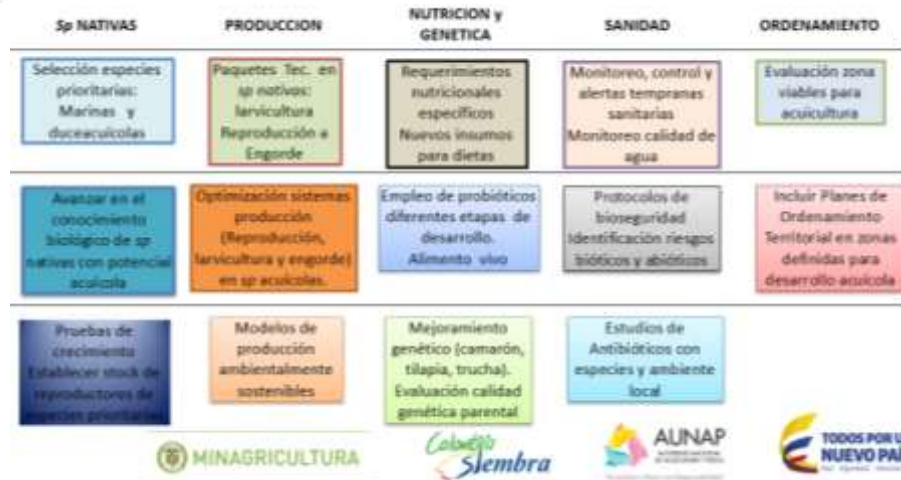 Sp NATIVAS
PRODUCCION
NUTRICION y
GENETICA
SANIDAD
ORDENAMIENTO
Selección especies
prioritarias:
Marinas y
duceacuícolas
Paquetes Tec. en
sp nativos:
larvicultura
Reproducción a
Engorde
Requerimientos
nutricionales
específicos
Nuevos insumos
para dietas
Monitoreo, control y
alertas tempranas
sanitarias
Monitoreo calidad de
agua
Evaluación zona
viables para
acuicultura
Avanzar en el
conocimiento
biológico de sp
nativas con potencial
acuícola
Optimización sistemas
producción
(Reproducción,
larvicultura y engorde)
en sp acuícolas.
Empleo de probióticos
diferentes etapas de
desarrollo.
Alimento vivo
Protocolos de
bioseguridad
Identificación riesgos
bióticos y abióticos
Incluir Planes de
Ordenamiento
Territorial en zonas
definidas para
desarrollo acuícola
Pruebas de
crecimiento
Establecer stock de
reproductores de
especies prioritarias
Modelos de
producción
ambientalmente
sostenibles
Mejoramiento
genético (camarón,
tilapia, trucha).
Evaluación calidad
genética parental
Estudios de
Antibióticos con
especies y ambiente
local
MINAGRICULTURA
Colombia
Siembra
AUNAP
TODOS POR U
NUEVO PAÍ